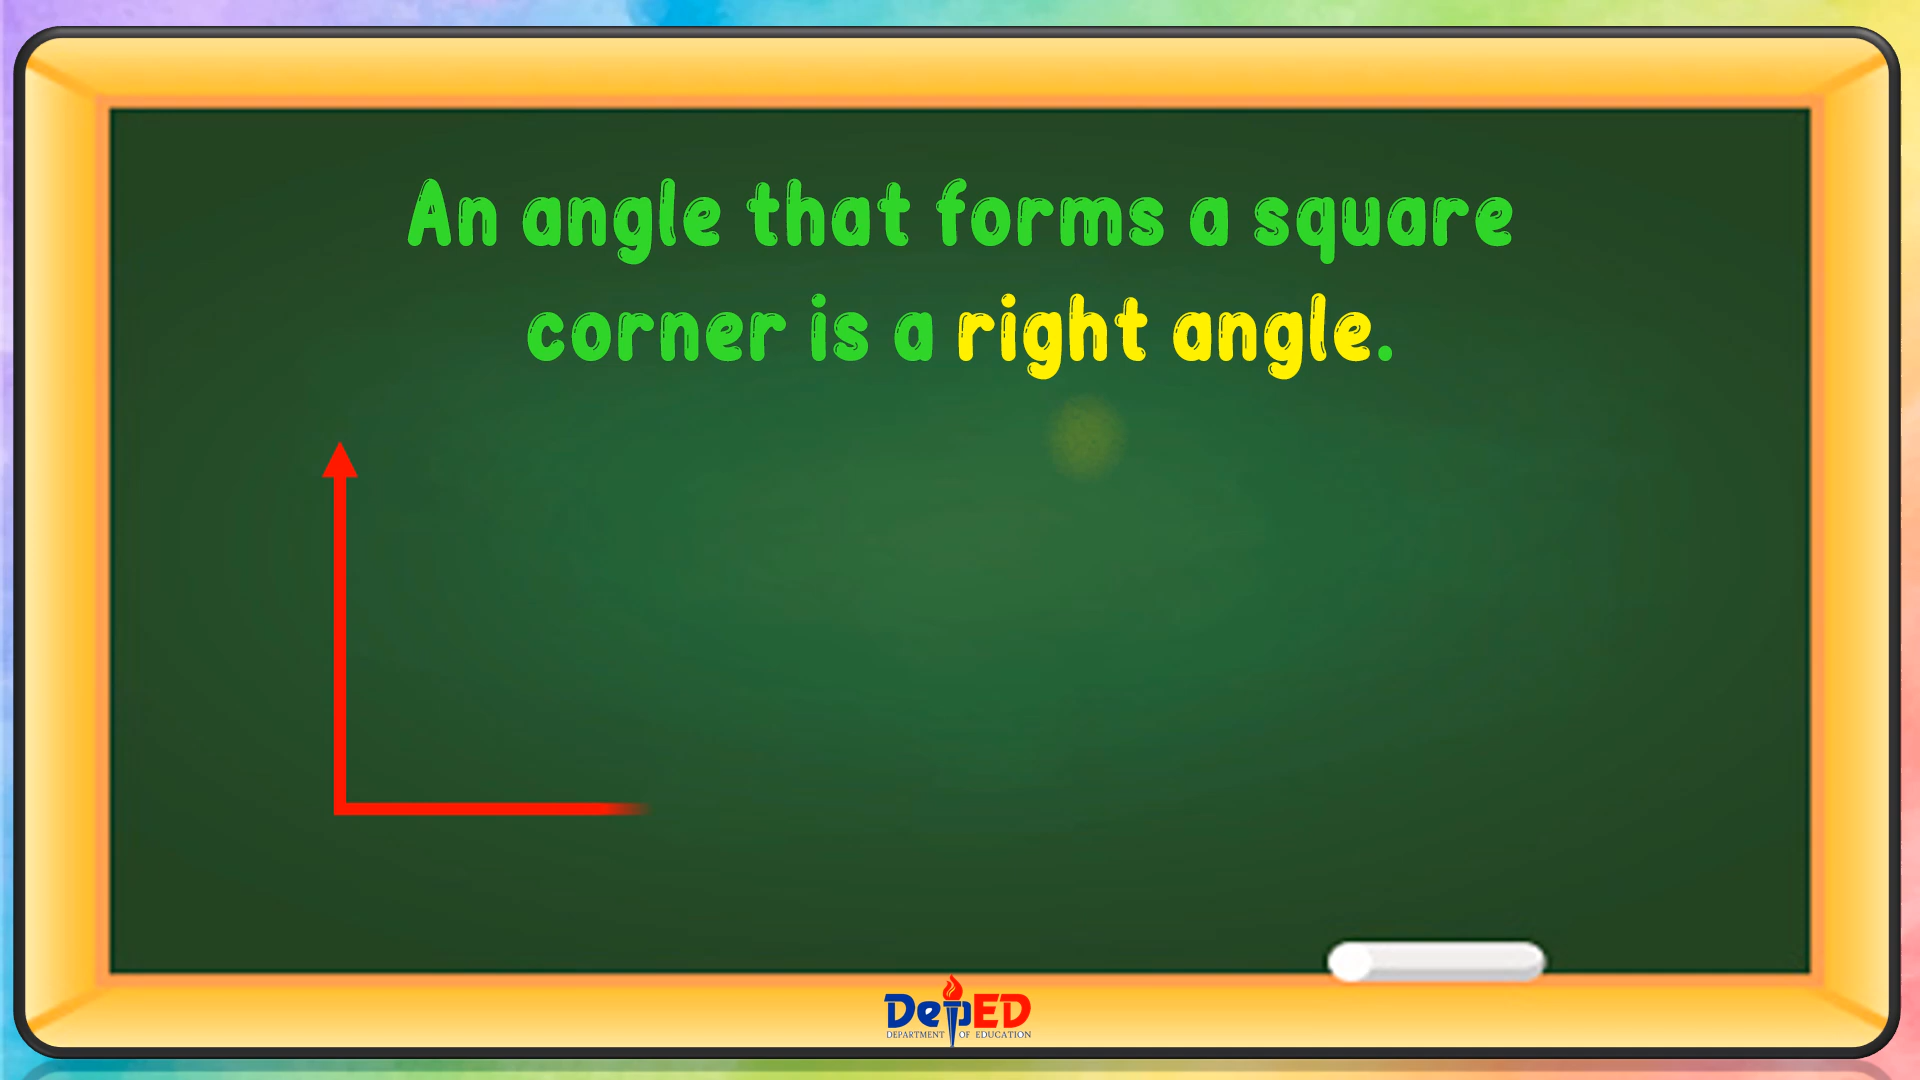 An angle that forms a square
corner is a right angle.
DepED
DEPARTMENT OF EDUCATION